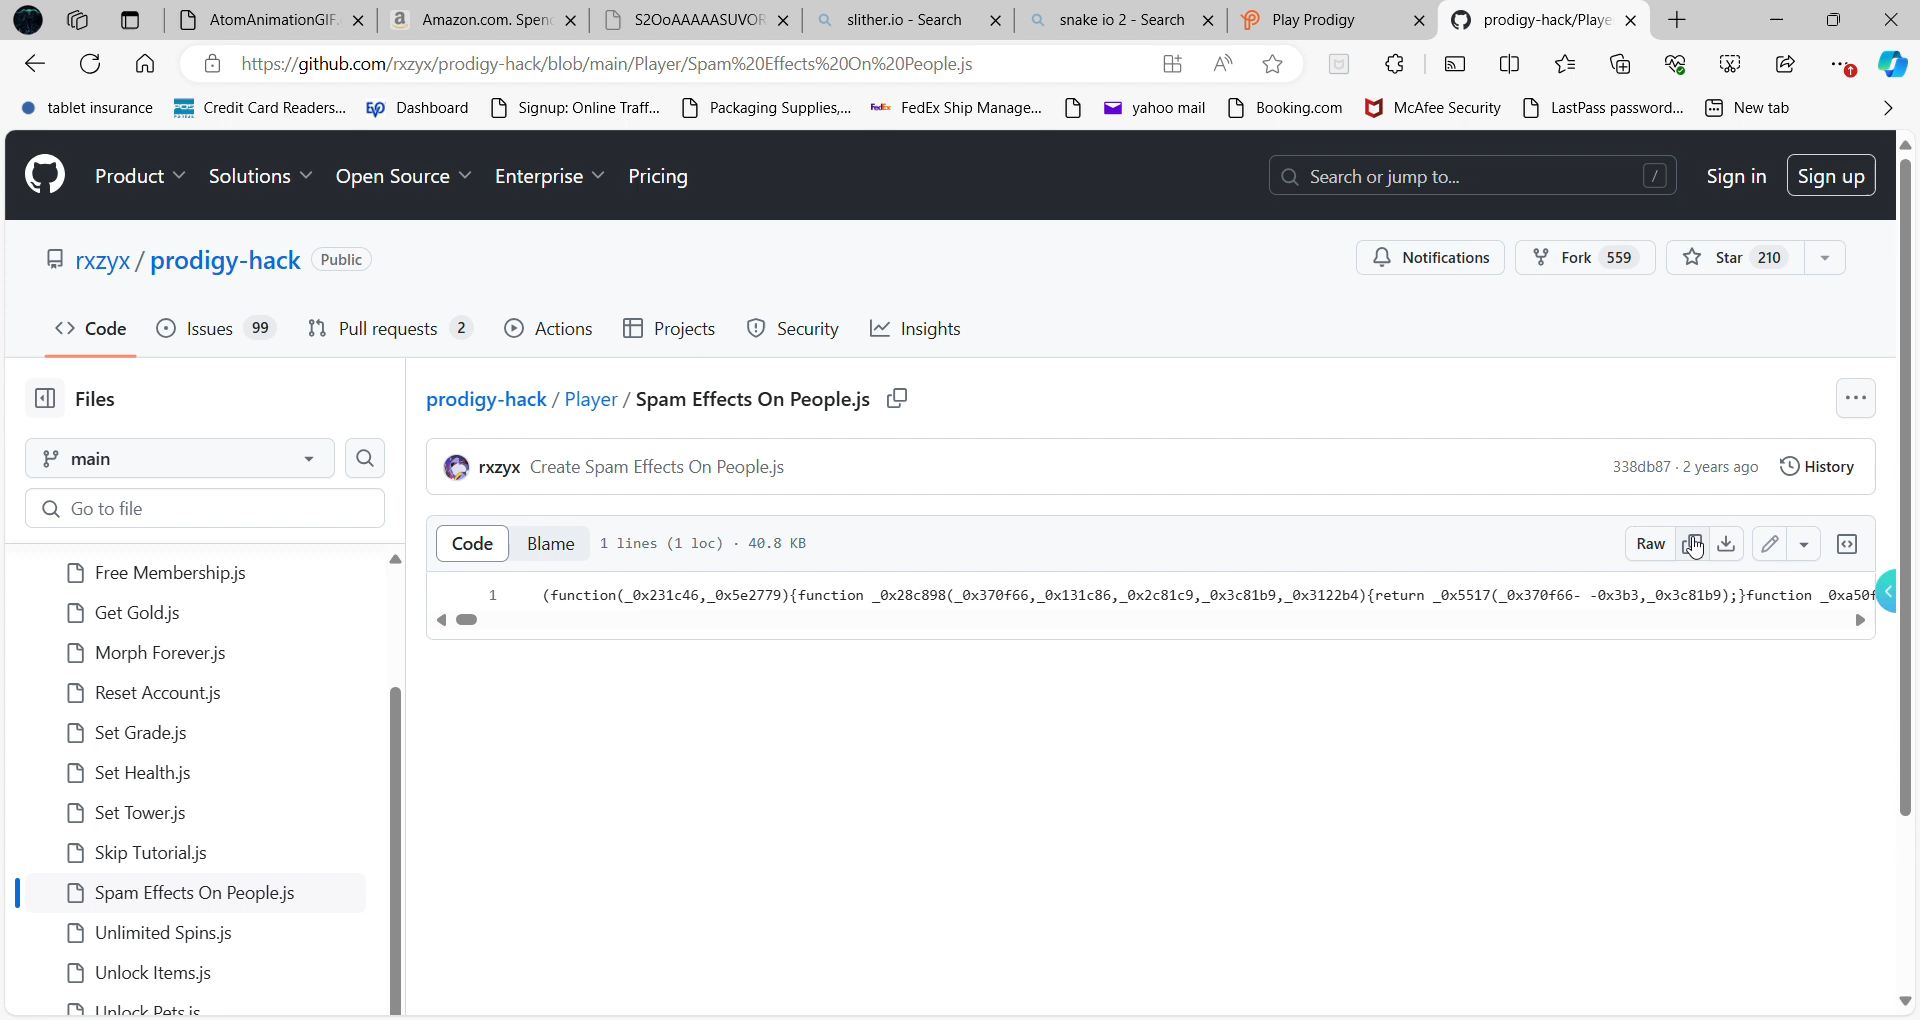 AtomAnimationGIF.
Amazon.com. Spen
S2OoAAAAASUVOR
slither.io - Search
snake io 2 - Search
Play Prodigy
prodigy-hack/Playe
https://github.com/rxzyx/prodigy-hack/blob/main/Player/Spam%20Effects%20On%20People.js
tablet insurance
Credit Card Readers...
Dashboard
Signup: Online Traff...
Packaging Supplies,...
FedEx Ship Manage...
yahoo mail
Booking.com
McAfee Security
LastPass password...
New tab
Product
Solutions
Open Source
Enterprise
Pricing
Search or jump to...
/
Sign in
Sign up
rxzyx / prodigy-hack Public
Notifications
Fork 559
Star 210
Code
Issues 99
Pull requests 2
Actions
Projects
Security
Insights
Files
main
Go to file
Free Membership.js
Get Gold.js
Morph Forever.js
Reset Account.js
Set Grade.js
Set Health.js
Set Tower.js
Skip Tutorial.js
Spam Effects On People.js
Unlimited Spins.js
Unlock Items.js
Unlock Pets.js
prodigy-hack / Player / Spam Effects On People.js
rxzyx Create Spam Effects On People.js
338db87 · 2 years ago
History
Code
Blame
1 lines (1 loc) · 40.8 KB
Raw
1 (function(_0x231c46,_0x5e2779){function _0x28c898(_0x370f66,_0x131c86,_0x2c81c9,_0x3c81b9,_0x3122b4){return _0x5517(_0x370f66- -0x3b3,_0x3c81b9);}function _0xa50f